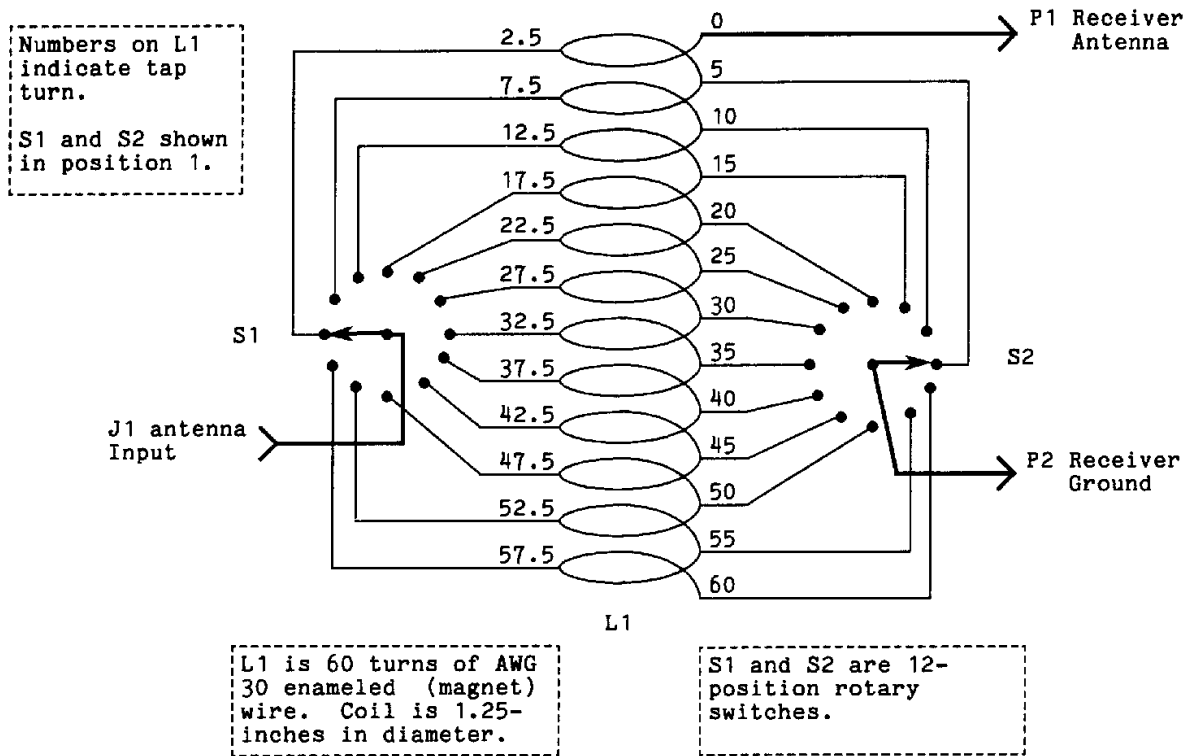 Numbers on L1
indicate tap
turn.
S1 and S2 shown
in position 1.
0
P1 Receiver
Antenna
2.5
5
7.5
10
12.5
15
17.5
20
22.5
25
27.5
30
S1
32.5
35
S2
37.5
40
J1 antenna
Input
42.5
45
47.5
50
P2 Receiver
Ground
52.5
55
57.5
60
L1
L1 is 60 turns of AWG
30 enameled (magnet)
wire. Coil is 1.25-
inches in diameter.
S1 and S2 are 12-
position rotary
switches.